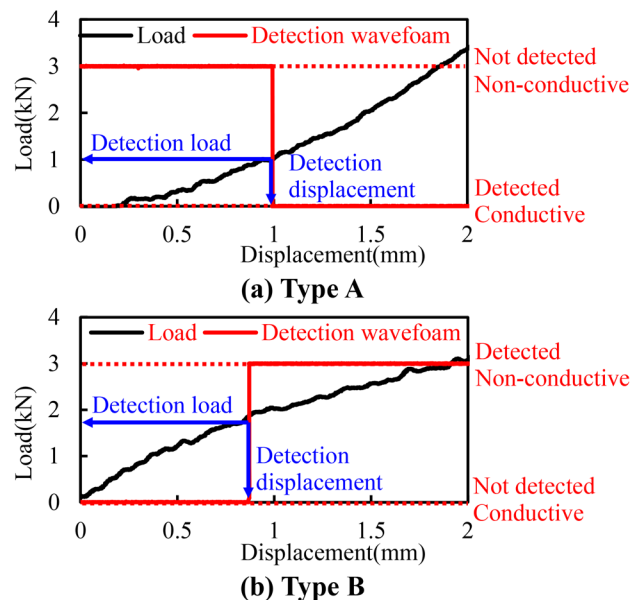 4
3
2
1
0
Load(kN)
Load
Detection wavefoam
Not detected
Non-conductive
Detection load
Detection
displacement
Detected
Conductive
0
0.5
1
1.5
2
Displacement(mm)
(a) Type A
4
3
2
1
0
Load(kN)
Load
Detection wavefoam
Detected
Non-conductive
Detection load
Detection
displacement
Not detected
Conductive
0
0.5
1
1.5
2
Displacement(mm)
(b) Type B